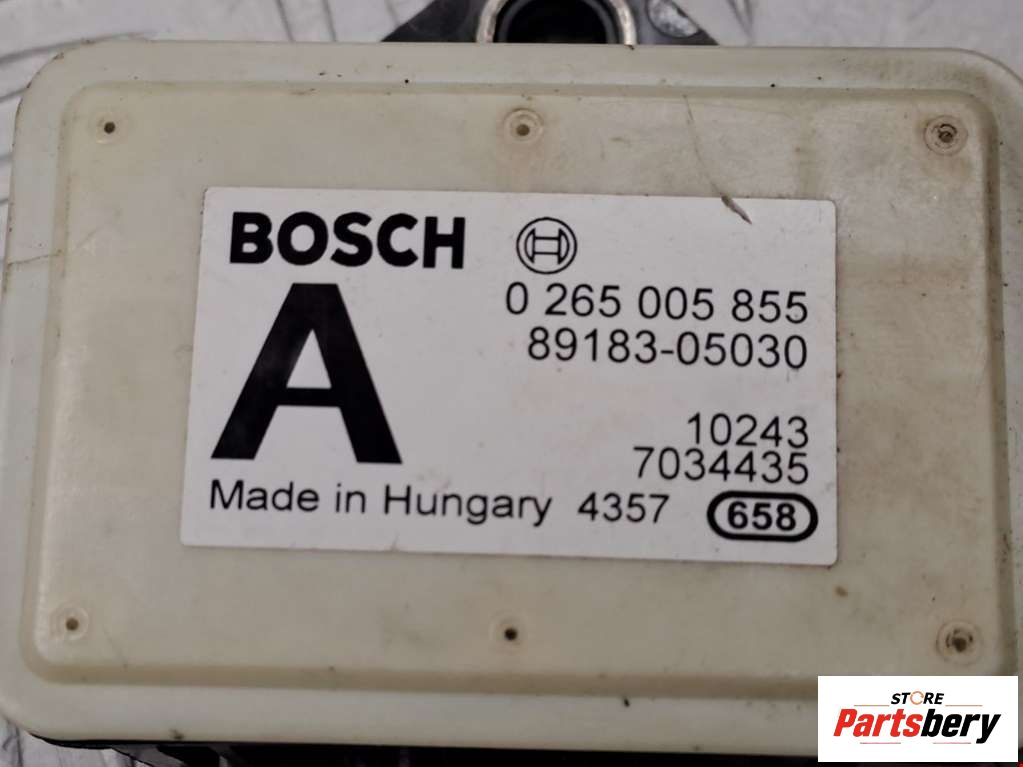 BOSCH
0 265 005 855
89183-05030
A
10243
7034435
Made in Hungary 4357 658
STORE
Partsbery